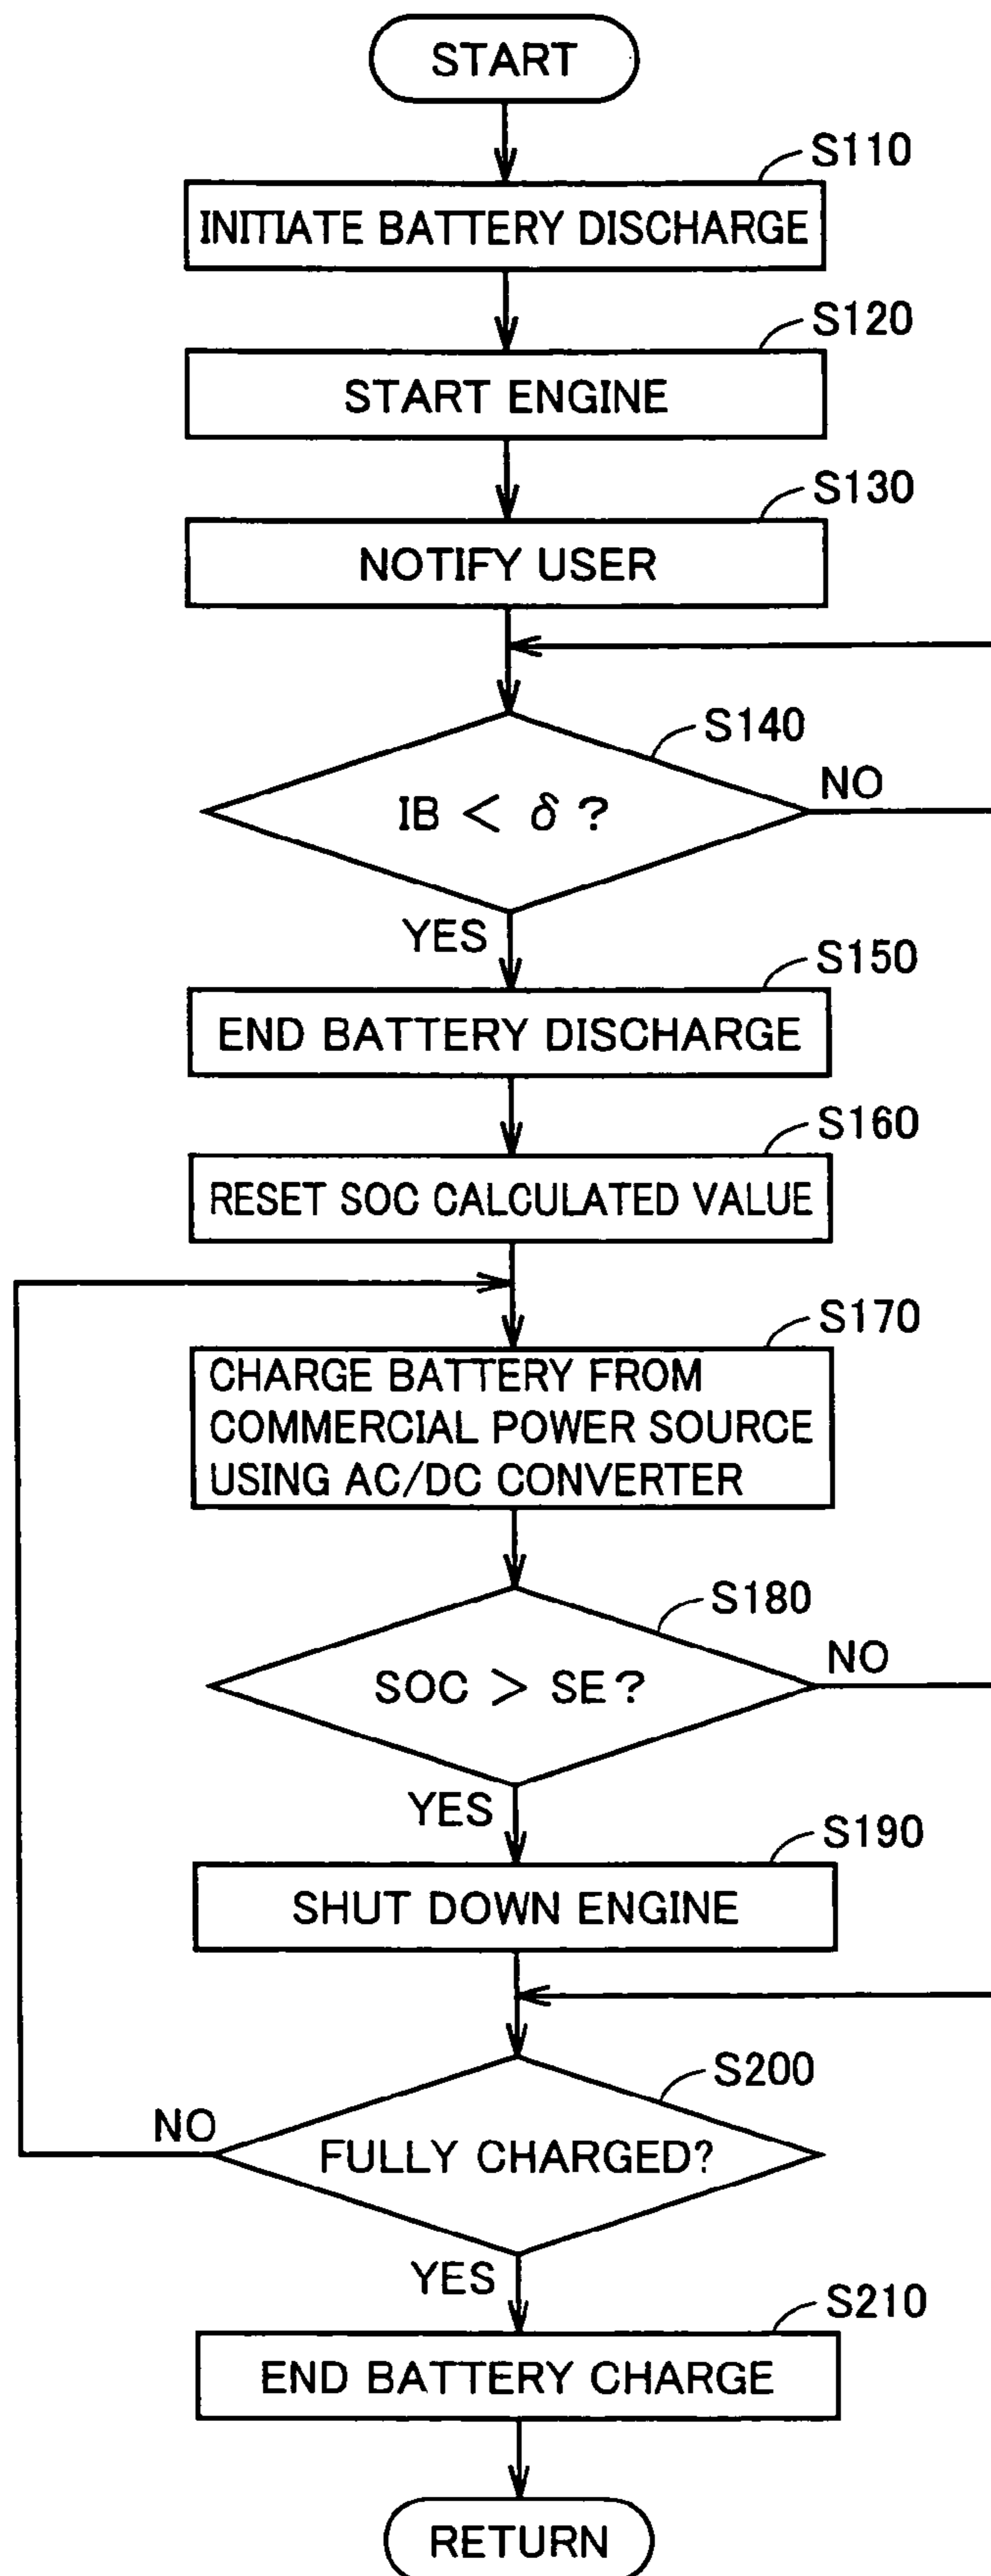 START
S110
INITIATE BATTERY DISCHARGE
S120
START ENGINE
S130
NOTIFY USER
S140
IB < δ ?
NO
YES
S150
END BATTERY DISCHARGE
S160
RESET SOC CALCULATED VALUE
S170
CHARGE BATTERY FROM
COMMERCIAL POWER SOURCE
USING AC/DC CONVERTER
S180
SOC > SE?
NO
YES
S190
SHUT DOWN ENGINE
S200
NO
FULLY CHARGED?
YES
S210
END BATTERY CHARGE
RETURN